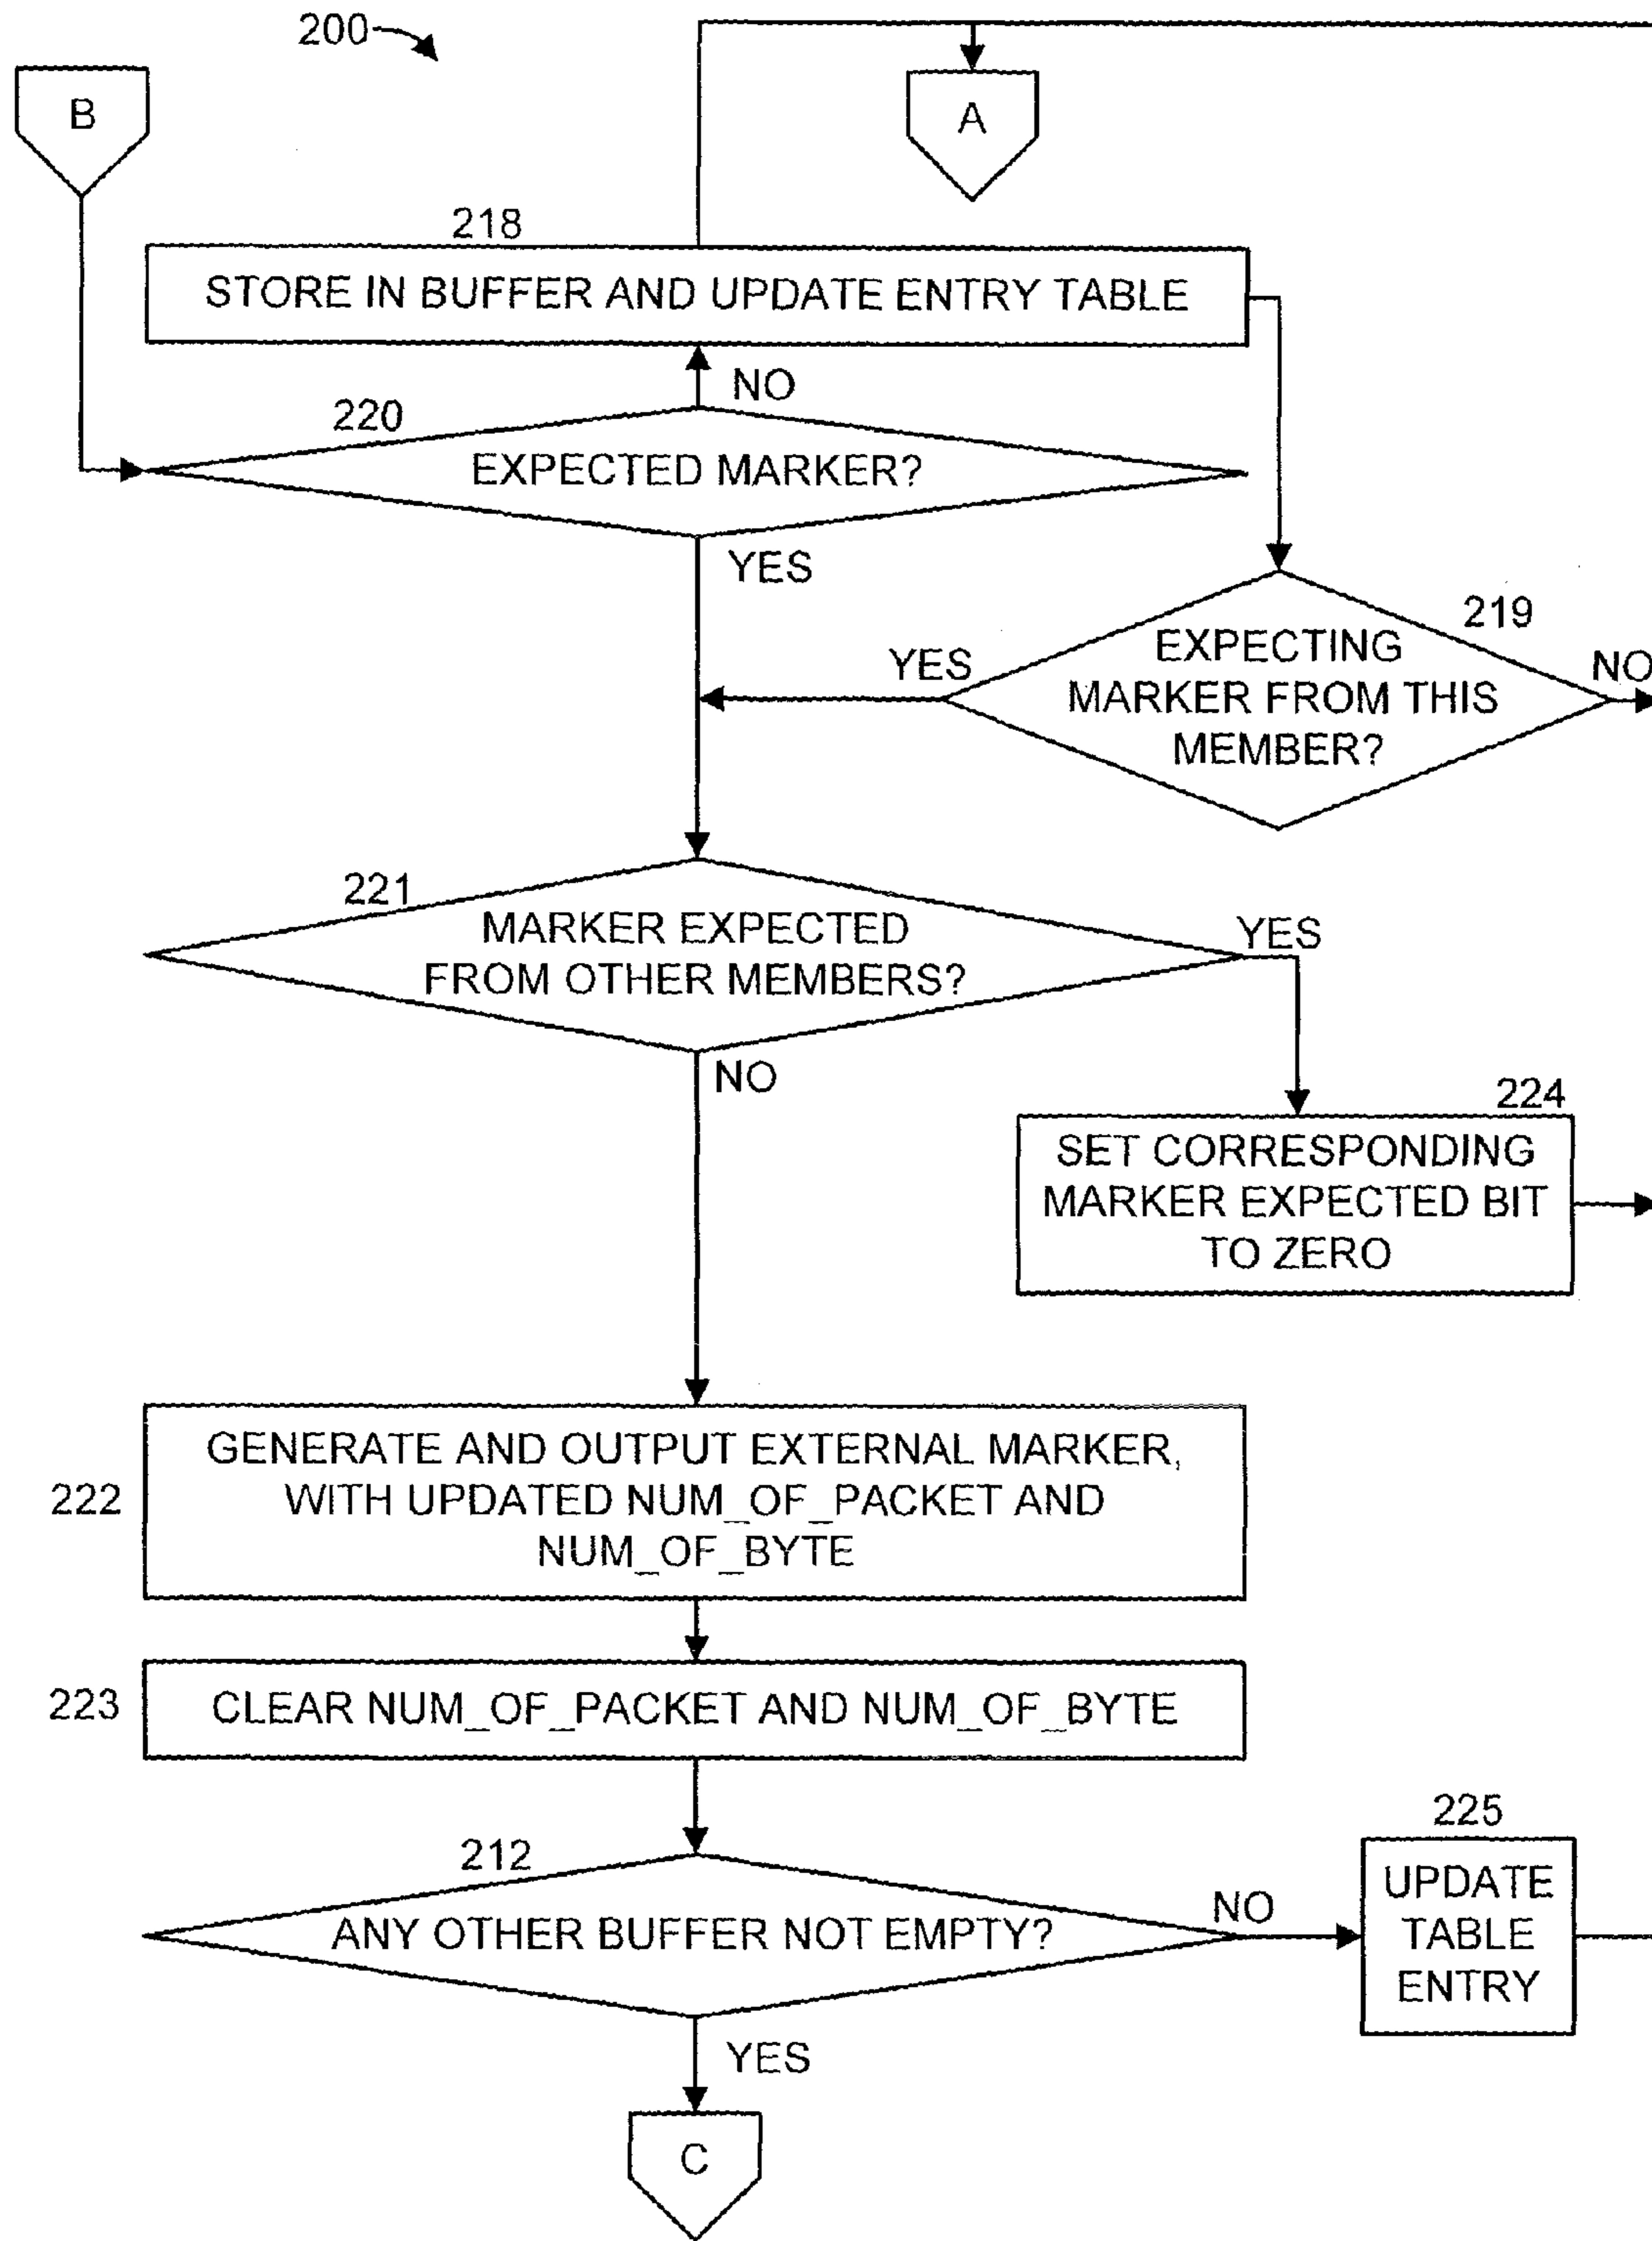 200
B
A
218
STORE IN BUFFER AND UPDATE ENTRY TABLE
NO
220
EXPECTED MARKER?
YES
219
EXPECTING
MARKER FROM THIS
MEMBER?
YES
NO
221
MARKER EXPECTED
FROM OTHER MEMBERS?
YES
NO
224
SET CORRESPONDING
MARKER EXPECTED BIT
TO ZERO
222
GENERATE AND OUTPUT EXTERNAL MARKER,
WITH UPDATED NUM_OF_PACKET AND
NUM_OF_BYTE
223
CLEAR NUM_OF_PACKET AND NUM_OF_BYTE
212
ANY OTHER BUFFER NOT EMPTY?
NO
225
UPDATE
TABLE
ENTRY
YES
C